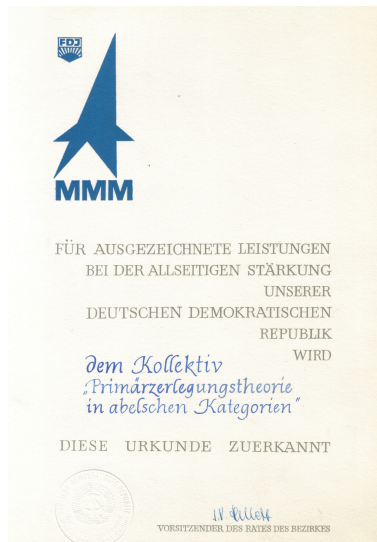 FDJ
MMM
FÜR AUSGEZEICHNETE LEISTUNGEN
BEI DER ALLSEITIGEN STÄRKUNG
UNSERER
DEUTSCHEN DEMOKRATISCHEN
REPUBLIK
WIRD
dem Kollektiv
„Primärzerlegungstheorie
in abelschen Kategorien"
DIESE URKUNDE ZUERKANNT
VORSITZENDER DES RATES DES BEZIRKES